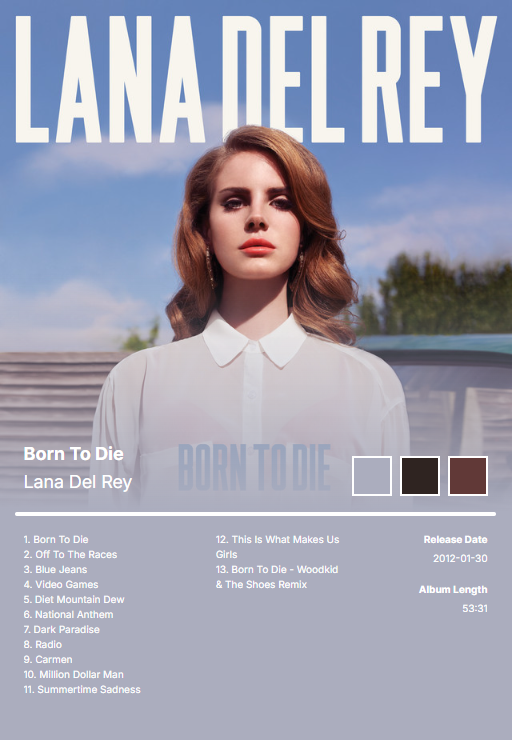 LANA DEL REY
BORN TO DIE
Born To Die
Lana Del Rey
1. Born To Die
2. Off To The Races
3. Blue Jeans
4. Video Games
5. Diet Mountain Dew
6. National Anthem
7. Dark Paradise
8. Radio
9. Carmen
10. Million Dollar Man
11. Summertime Sadness
12. This Is What Makes Us
Girls
13. Born To Die - Woodkid
& The Shoes Remix
Release Date
2012-01-30
Album Length
53:31